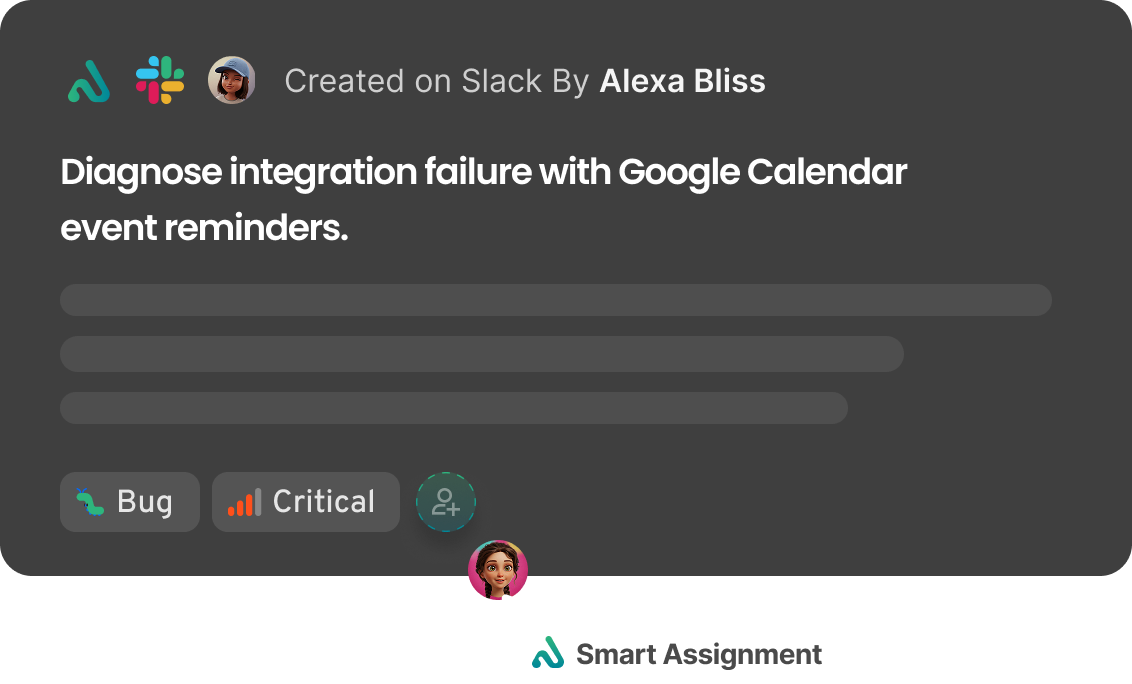 Created on Slack By Alexa Bliss
Diagnose integration failure with Google Calendar
event reminders.
Bug
Critical
Smart Assignment